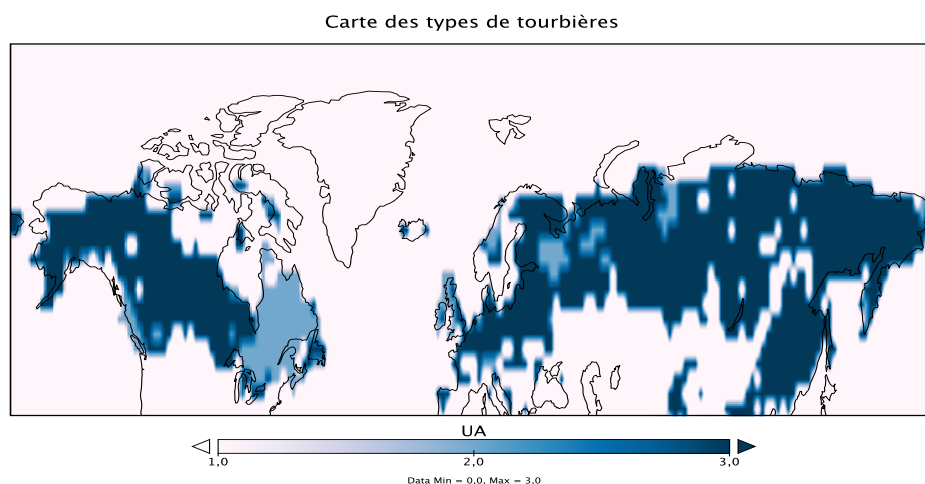 Carte des types de tourbières
UA
1,0 2,0 3,0
Data Min = 0.0, Max = 3.0